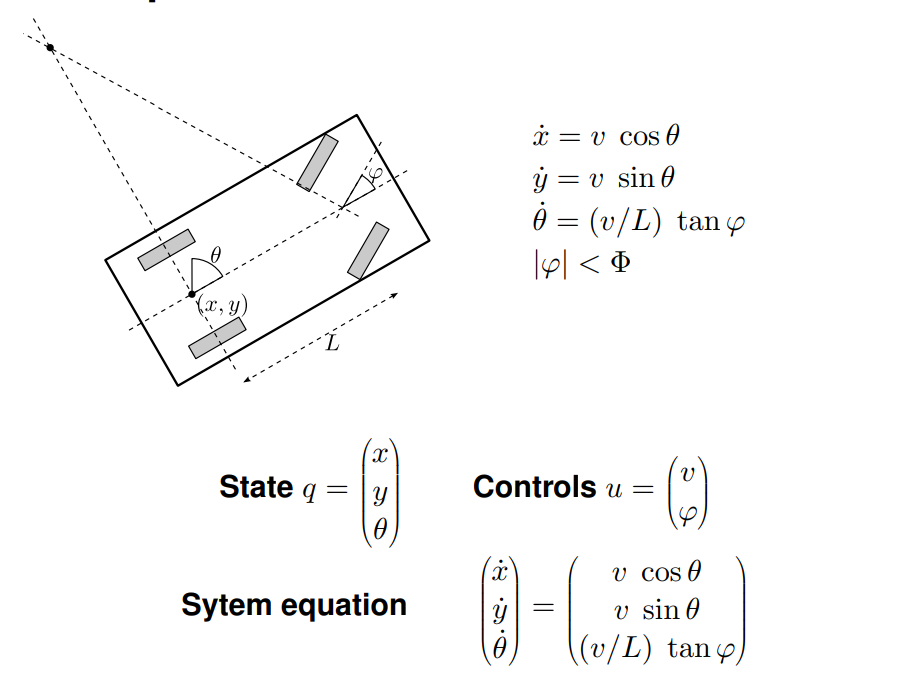 ẋ = v cos θ
ẏ = v sin θ
θ̇ = (v/L) tan φ
|φ| < Φ
φ
θ
(x, y)
L
State q = (x y θ)
Controls u = (v φ)
Sytem equation (ẋ ẏ θ̇) = (v cos θ v sin θ (v/L) tan φ)